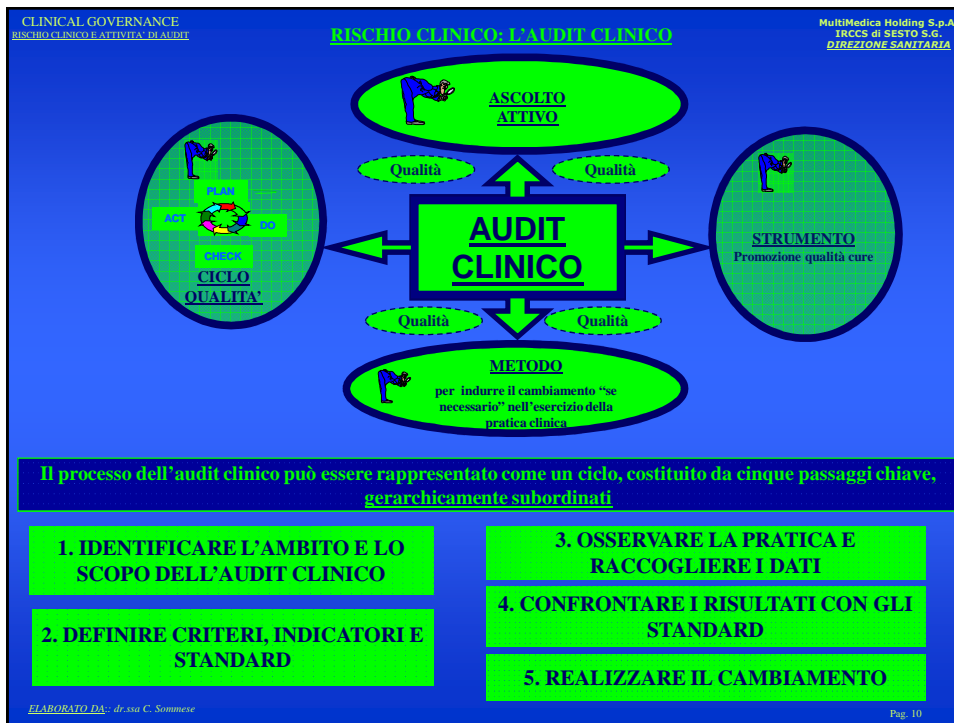 CLINICAL GOVERNANCE
RISCHIO CLINICO E ATTIVITA’ DI AUDIT
RISCHIO CLINICO: L’AUDIT CLINICO
MultiMedica Holding S.p.A
IRCCS di SESTO S.G.
DIREZIONE SANITARIA
ASCOLTO
ATTIVO
Qualità
Qualità
PLAN
ACT
DO
CHECK
CICLO
QUALITA’
AUDIT
CLINICO
STRUMENTO
Promozione qualità cure
Qualità
Qualità
METODO
per indurre il cambiamento “se
necessario” nell’esercizio della
pratica clinica
Il processo dell’audit clinico può essere rappresentato come un ciclo, costituito da cinque passaggi chiave,
gerarchicamente subordinati
1. IDENTIFICARE L’AMBITO E LO
SCOPO DELL’AUDIT CLINICO
2. DEFINIRE CRITERI, INDICATORI E
STANDARD
3. OSSERVARE LA PRATICA E
RACCOGLIERE I DATI
4. CONFRONTARE I RISULTATI CON GLI
STANDARD
5. REALIZZARE IL CAMBIAMENTO
ELABORATO DA:: dr.ssa C. Sommese
Pag. 10